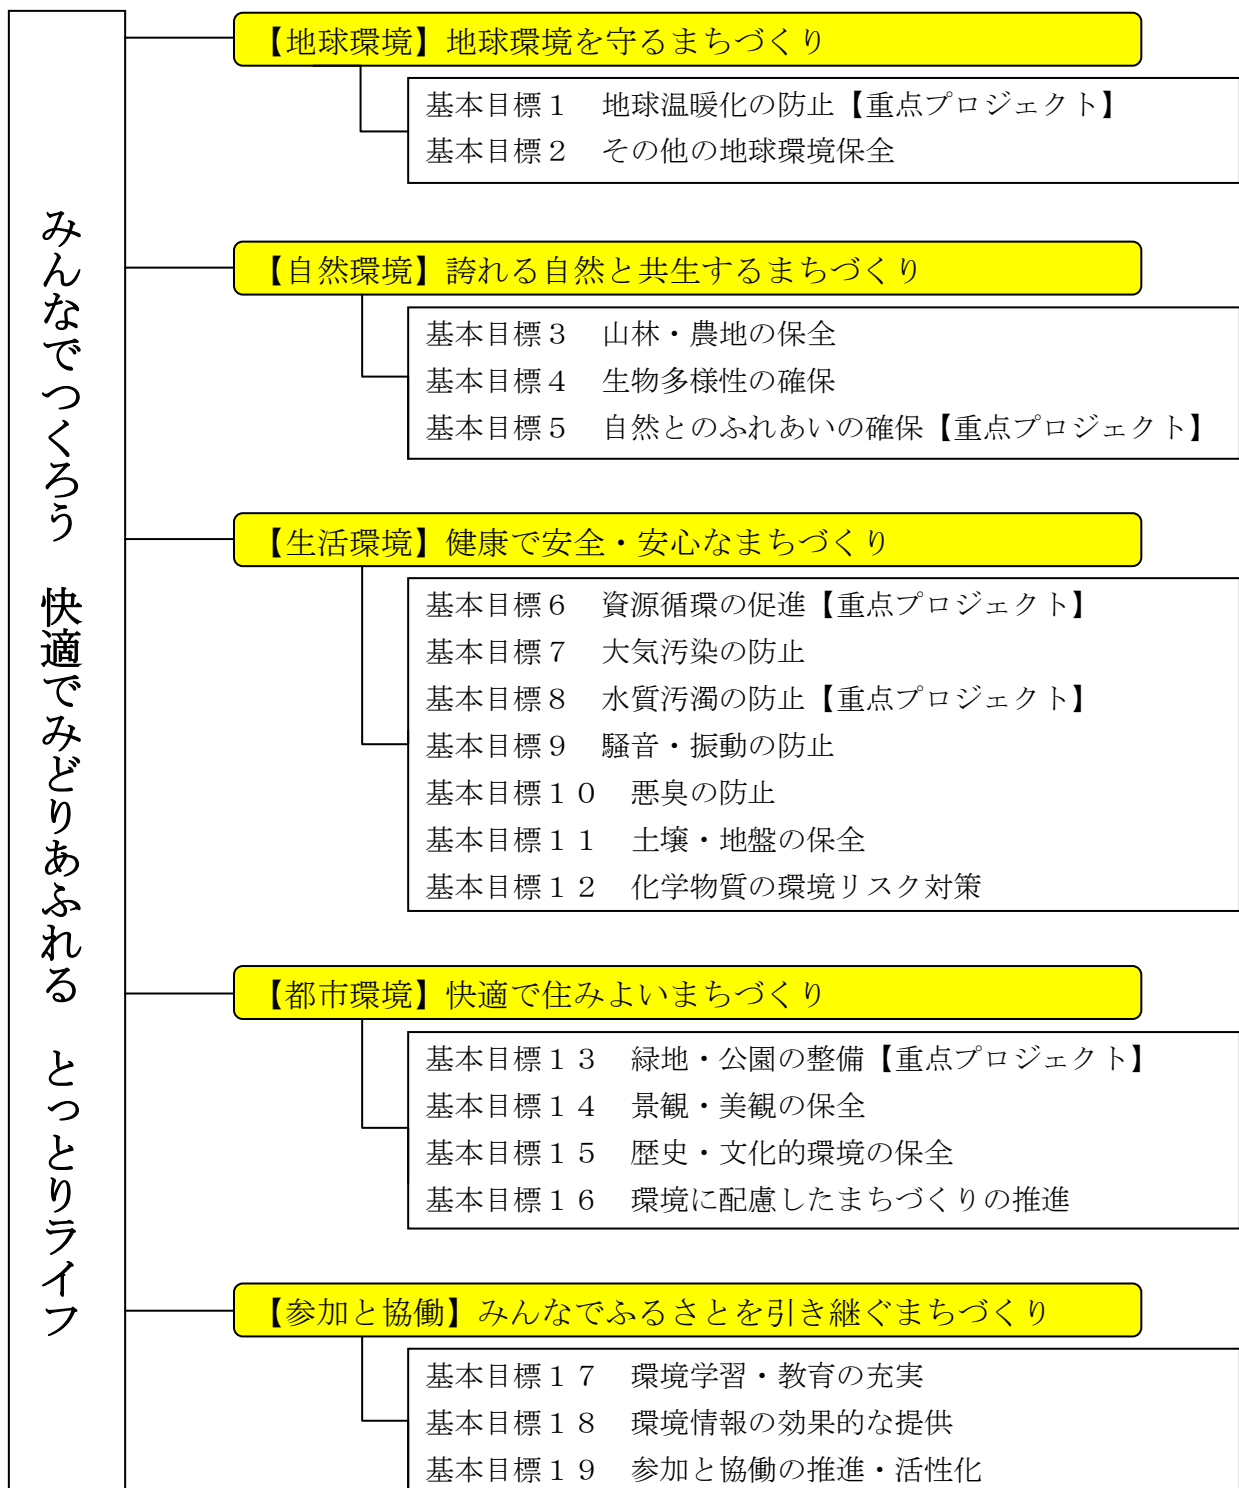 みんなでつくろう　快適でみどりあふれる　とっとりライフ
【地球環境】地球環境を守るまちづくり
基本目標１　地球温暖化の防止【重点プロジェクト】
基本目標２　その他の地球環境保全
【自然環境】誇れる自然と共生するまちづくり
基本目標３　山林・農地の保全
基本目標４　生物多様性の確保
基本目標５　自然とのふれあいの確保【重点プロジェクト】
【生活環境】健康で安全・安心なまちづくり
基本目標６　資源循環の促進【重点プロジェクト】
基本目標７　大気汚染の防止
基本目標８　水質汚濁の防止【重点プロジェクト】
基本目標９　騒音・振動の防止
基本目標１０　悪臭の防止
基本目標１１　土壌・地盤の保全
基本目標１２　化学物質の環境リスク対策
【都市環境】快適で住みよいまちづくり
基本目標１３　緑地・公園の整備【重点プロジェクト】
基本目標１４　景観・美観の保全
基本目標１５　歴史・文化的環境の保全
基本目標１６　環境に配慮したまちづくりの推進
【参加と協働】みんなでふるさとを引き継ぐまちづくり
基本目標１７　環境学習・教育の充実
基本目標１８　環境情報の効果的な提供
基本目標１９　参加と協働の推進・活性化